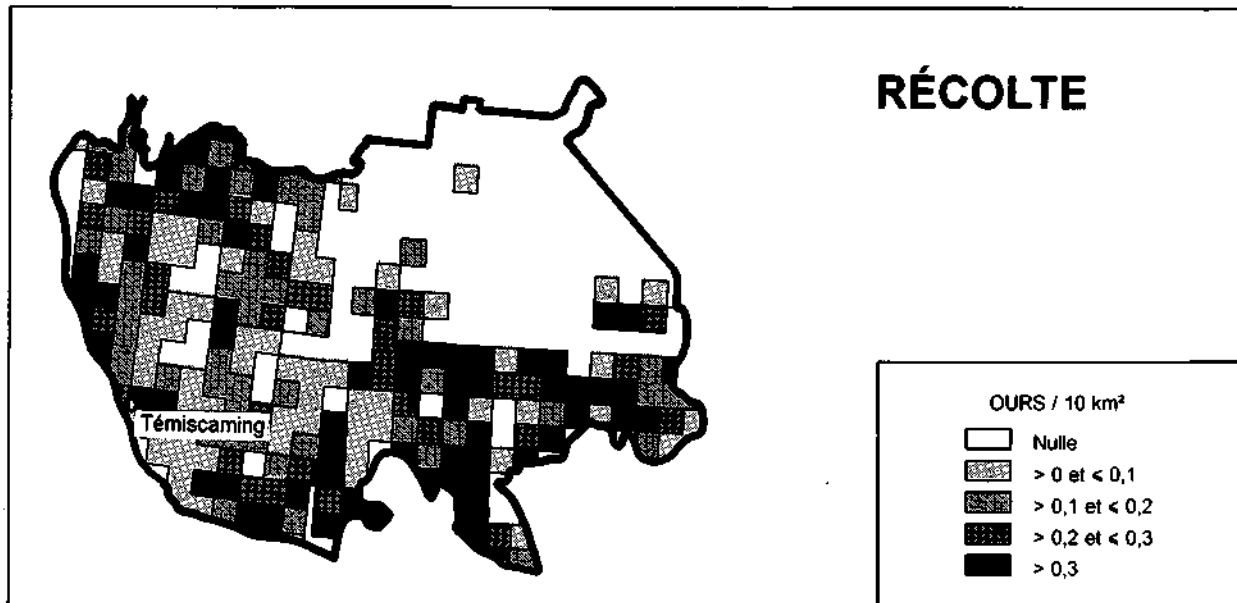 RÉCOLTE
Témiscaming
OURS / 10 km²
Nulle
> 0 et ≤ 0,1
> 0,1 et ≤ 0,2
> 0,2 et ≤ 0,3
> 0,3